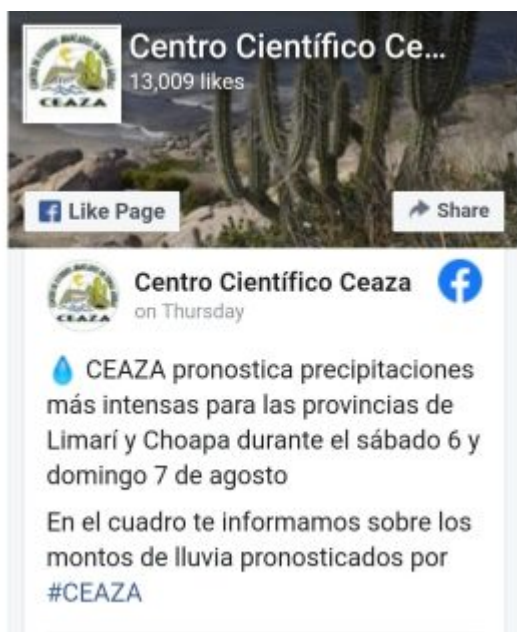 Centro Científico Ce...
13,009 likes
CEAZA
Like Page
Share
Centro Científico Ceaza
on Thursday
CEAZA
💧 CEAZA pronostica precipitaciones
más intensas para las provincias de
Limarí y Choapa durante el sábado 6 y
domingo 7 de agosto
En el cuadro te informamos sobre los
montos de lluvia pronosticados por
#CEAZA